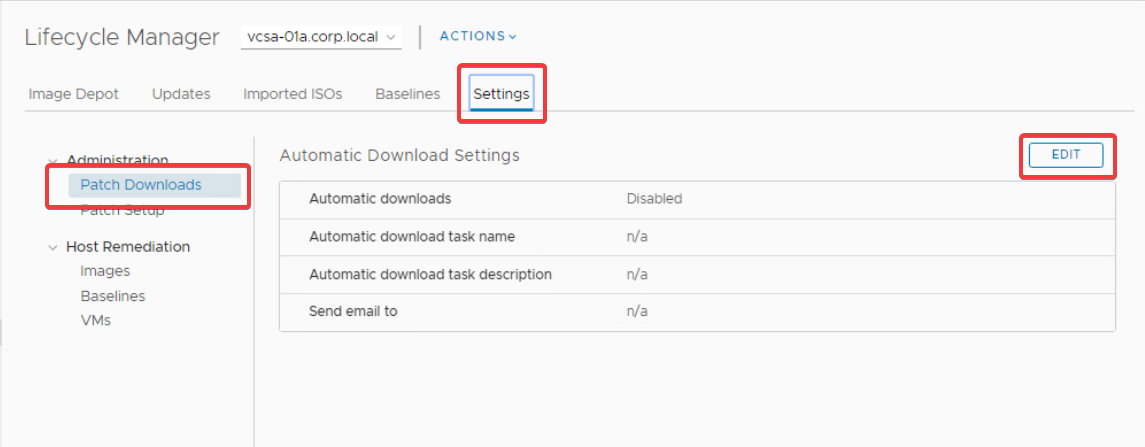 Lifecycle Manager vcsa-01a.corp.local ACTIONS
Image Depot Updates Imported ISOs Baselines Settings
Administration
Patch Downloads
Patch Setup
Host Remediation
Images
Baselines
VMs
Automatic Download Settings EDIT
Automatic downloads Disabled
Automatic download task name n/a
Automatic download task description n/a
Send email to n/a